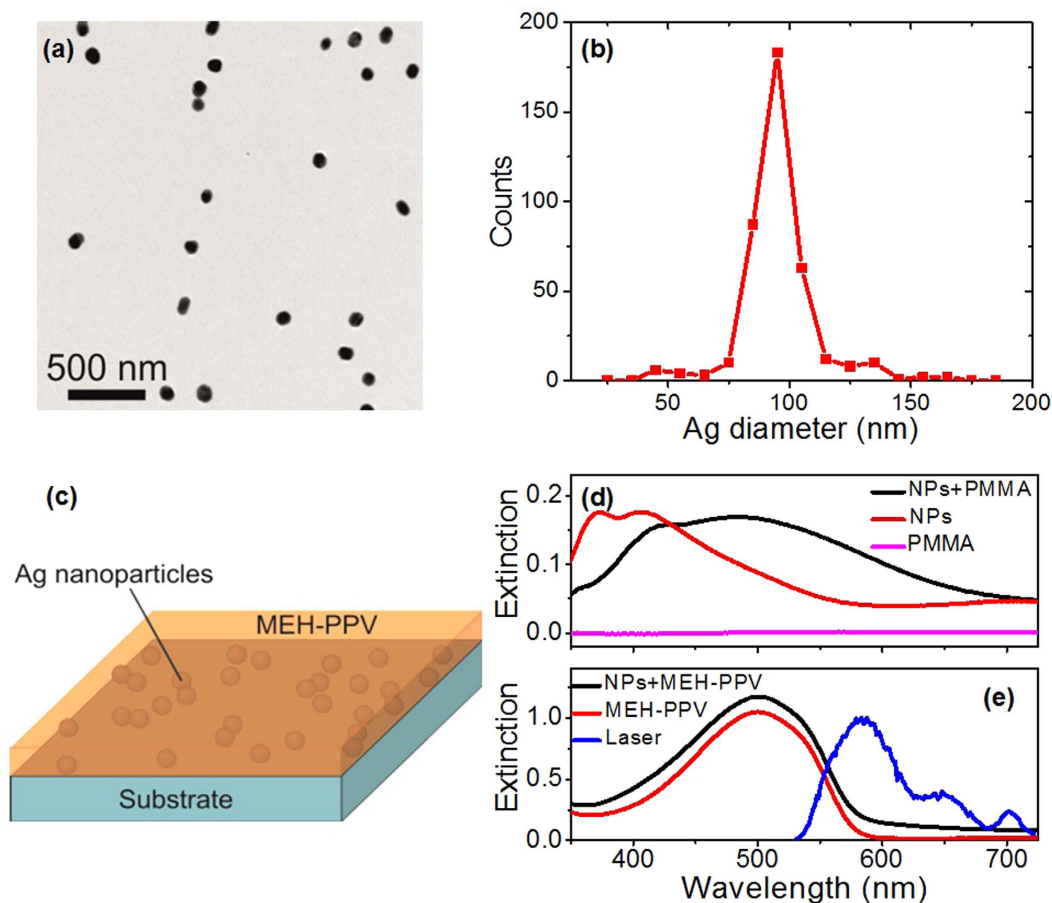 (a)
500 nm
(b)
200
150
100
50
0
Counts
50
100
150
200
Ag diameter (nm)
(c)
Ag nanoparticles
MEH-PPV
Substrate
(d)
NPs+PMMA
NPs
PMMA
0.2
0.1
0.0
Extinction
(e)
NPs+MEH-PPV
MEH-PPV
Laser
1.0
0.5
0.0
Extinction
400
500
600
700
Wavelength (nm)